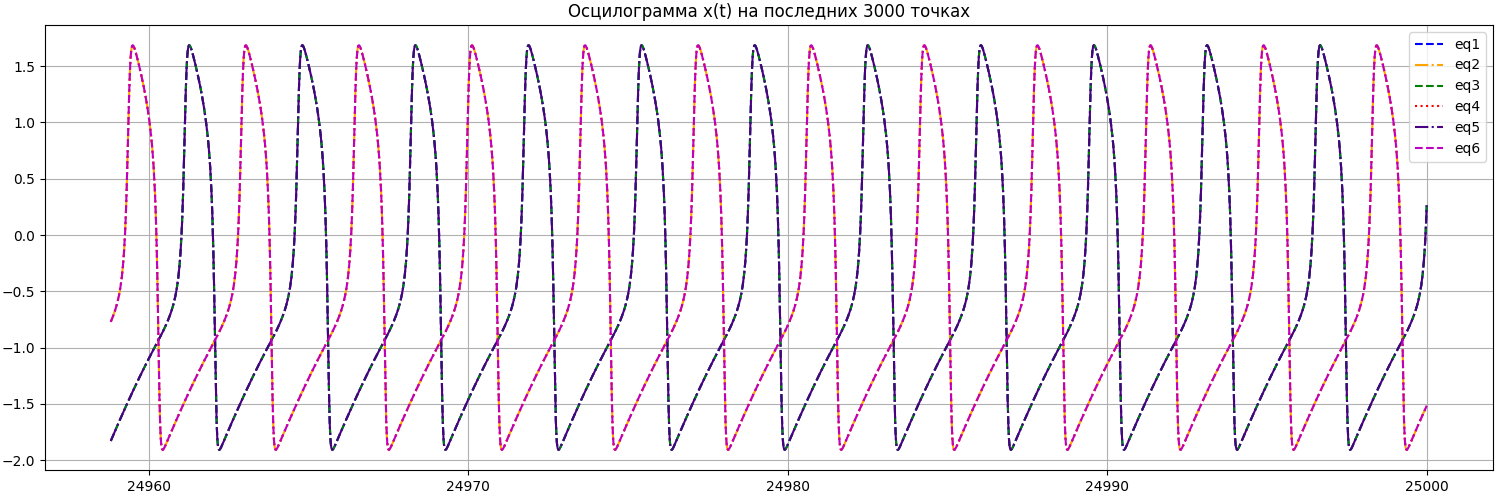 Осцилограмма x(t) на последних 3000 точках
eq1
eq2
eq3
eq4
eq5
eq6
1.5
1.0
0.5
0.0
−0.5
−1.0
−1.5
−2.0
24960 24970 24980 24990 25000